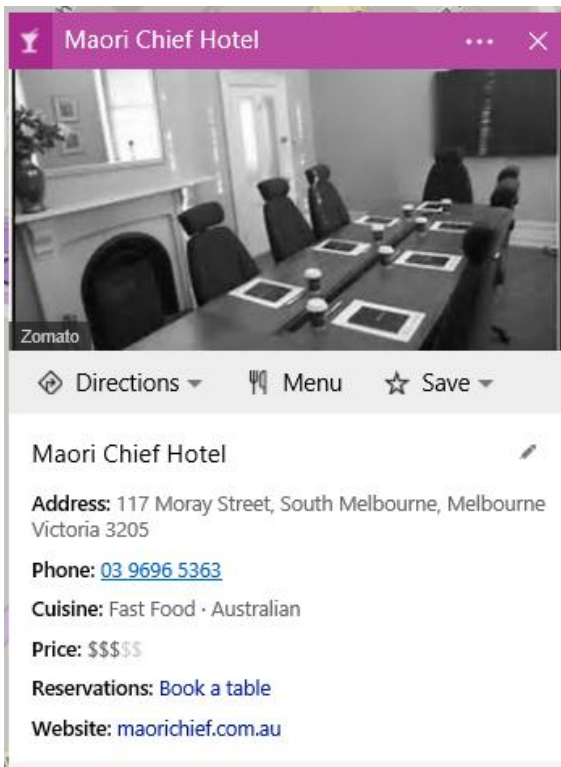 Maori Chief Hotel
Zomato
Directions
Menu
Save
Maori Chief Hotel
Address: 117 Moray Street, South Melbourne, Melbourne
Victoria 3205
Phone: 03 9696 5363
Cuisine: Fast Food · Australian
Price: $$$$$
Reservations: Book a table
Website: maorichief.com.au